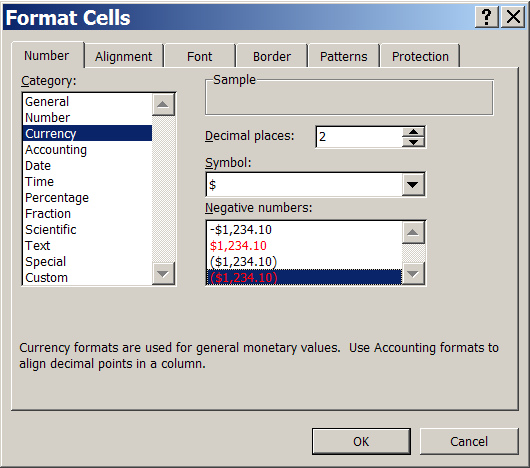 Format Cells
Number Alignment Font Border Patterns Protection
Category:
General
Number
Currency
Accounting
Date
Time
Percentage
Fraction
Scientific
Text
Special
Custom
Sample
Decimal places: 2
Symbol:
$
Negative numbers:
-$1,234.10
$1,234.10
($1,234.10)
($1,234.10)
Currency formats are used for general monetary values.  Use Accounting formats to
align decimal points in a column.
OK Cancel